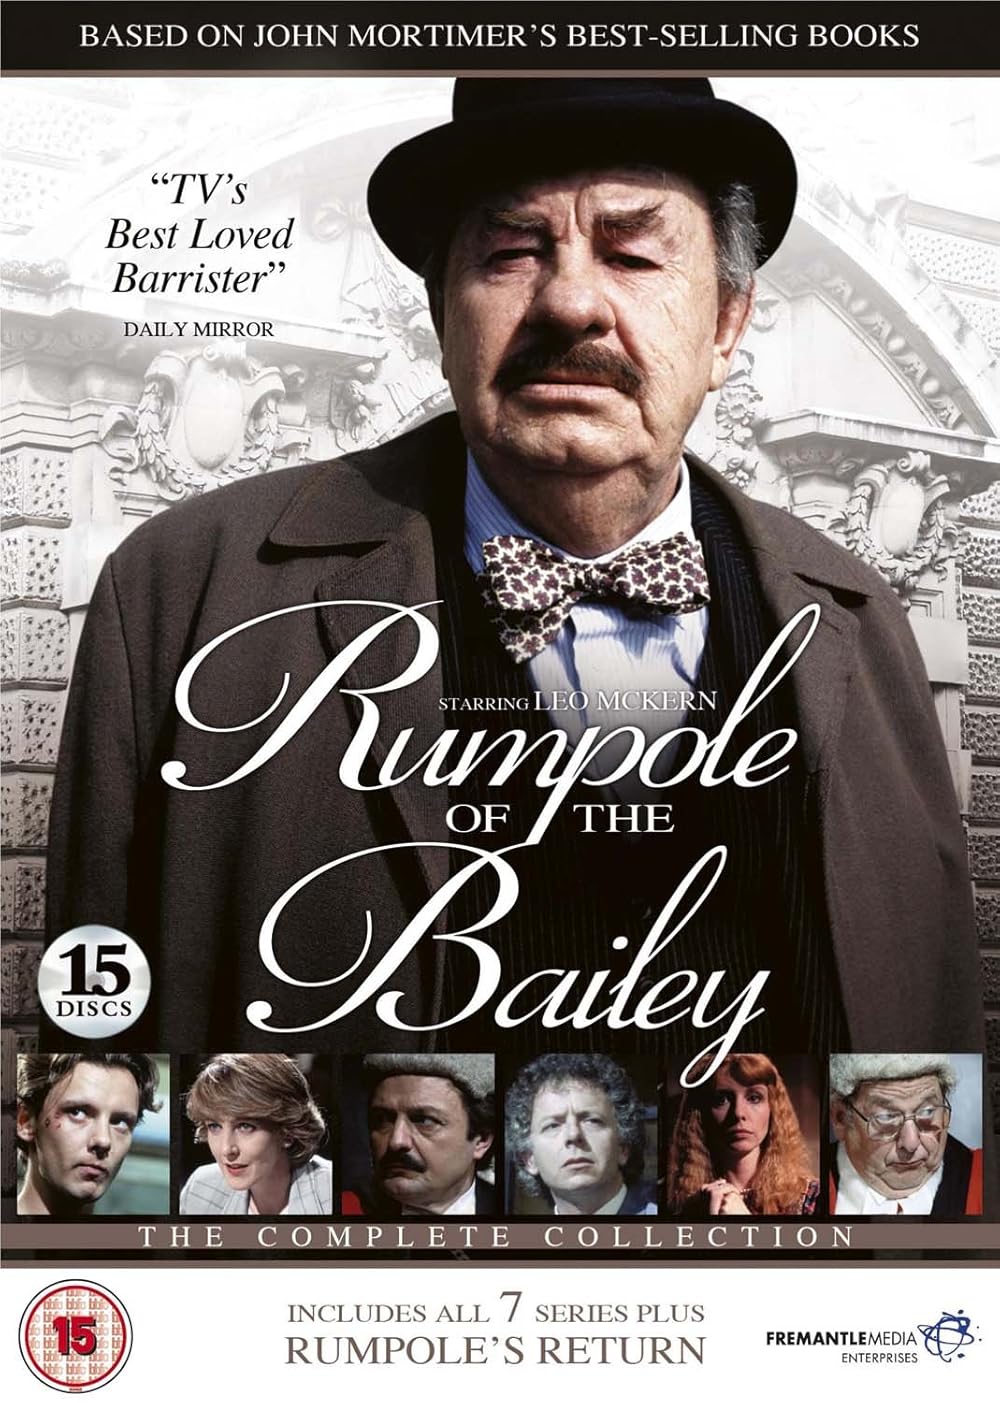 BASED ON JOHN MORTIMER'S BEST-SELLING BOOKS
"TV's
Best Loved
Barrister"
DAILY MIRROR
STARRING LEO MCKERN
Rumpole
OF THE
Bailey
15
DISCS
THE COMPLETE COLLECTION
15
INCLUDES ALL 7 SERIES PLUS
RUMPOLE'S RETURN
FREMANTLEMEDIA
ENTERPRISES